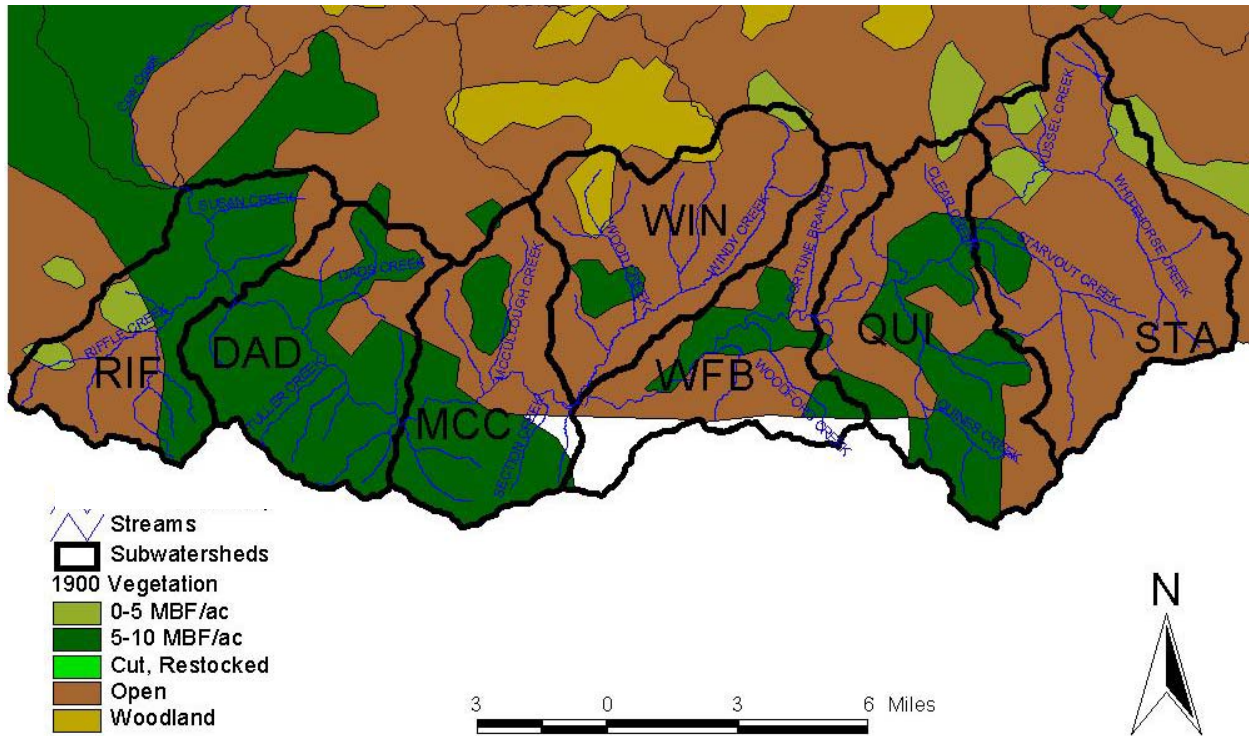 Cow Creek
SUSAN CREEK
RIFFLE CREEK
RIF
DADS CREEK
DAD
FULLER CREEK
MCCULLOUGH CREEK
MCC
SECTION CREEK
WOOD CREEK
WIN
WINDY CREEK
FORTUNE BRANCH
WFB
WOODFORD CREEK
CLEAR
QUI
QUINES CREEK
CREEK
WHITEHORSE CREEK
STARVOUT CREEK
STA
Streams
Subwatersheds
1900 Vegetation
0-5 MBF/ac
5-10 MBF/ac
Cut, Restocked
Open
Woodland
3 0 3 6 Miles
N